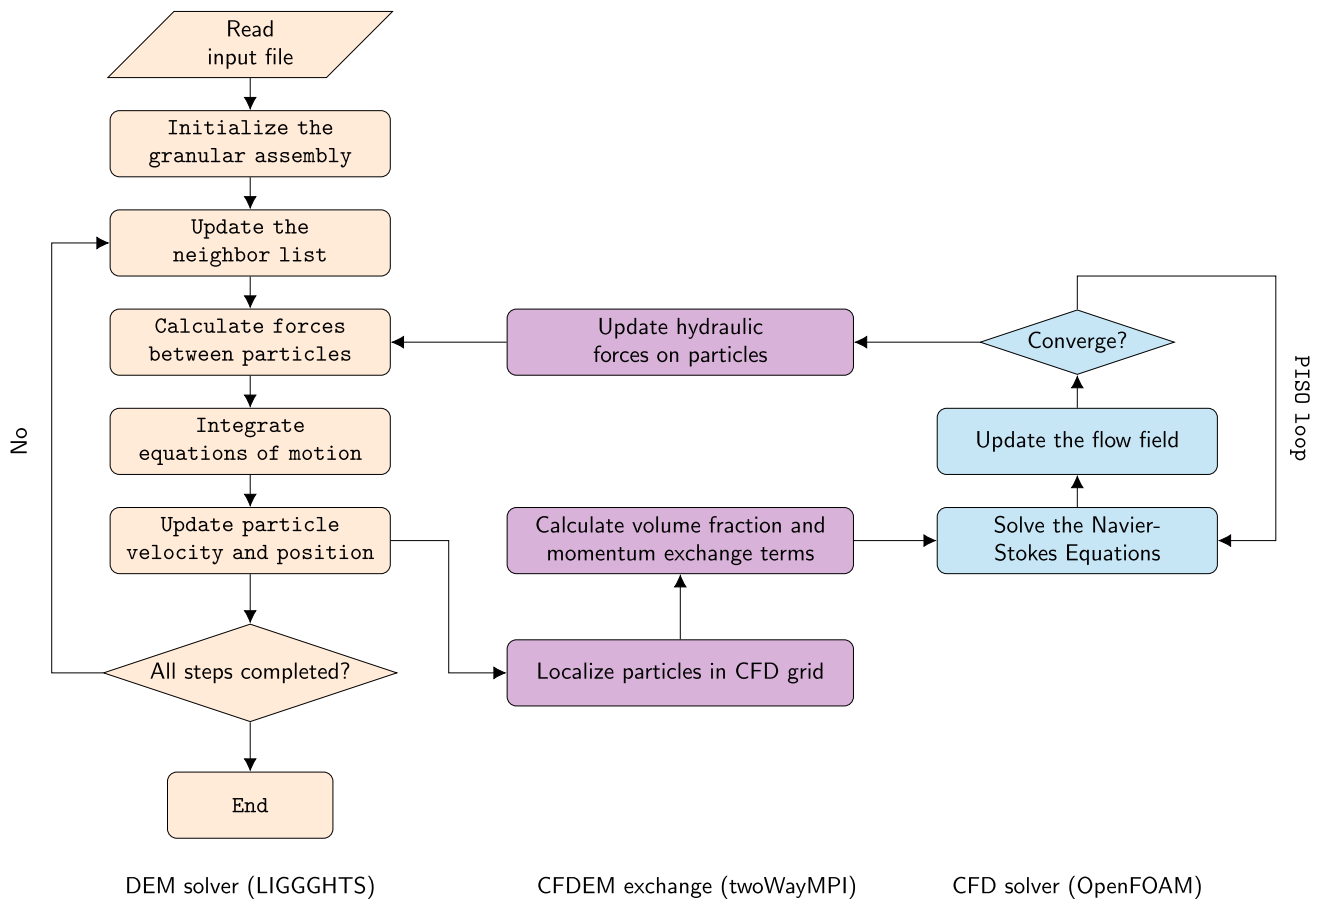 Read
input file
Initialize the
granular assembly
Update the
neighbor list
Calculate forces
between particles
Integrate
equations of motion
Update particle
velocity and position
All steps completed?
End
No
Update hydraulic
forces on particles
Calculate volume fraction and
momentum exchange terms
Localize particles in CFD grid
Converge?
Update the flow field
Solve the Navier-
Stokes Equations
PISO loop
DEM solver (LIGGGHTS)
CFDEM exchange (twoWayMPI)
CFD solver (OpenFOAM)